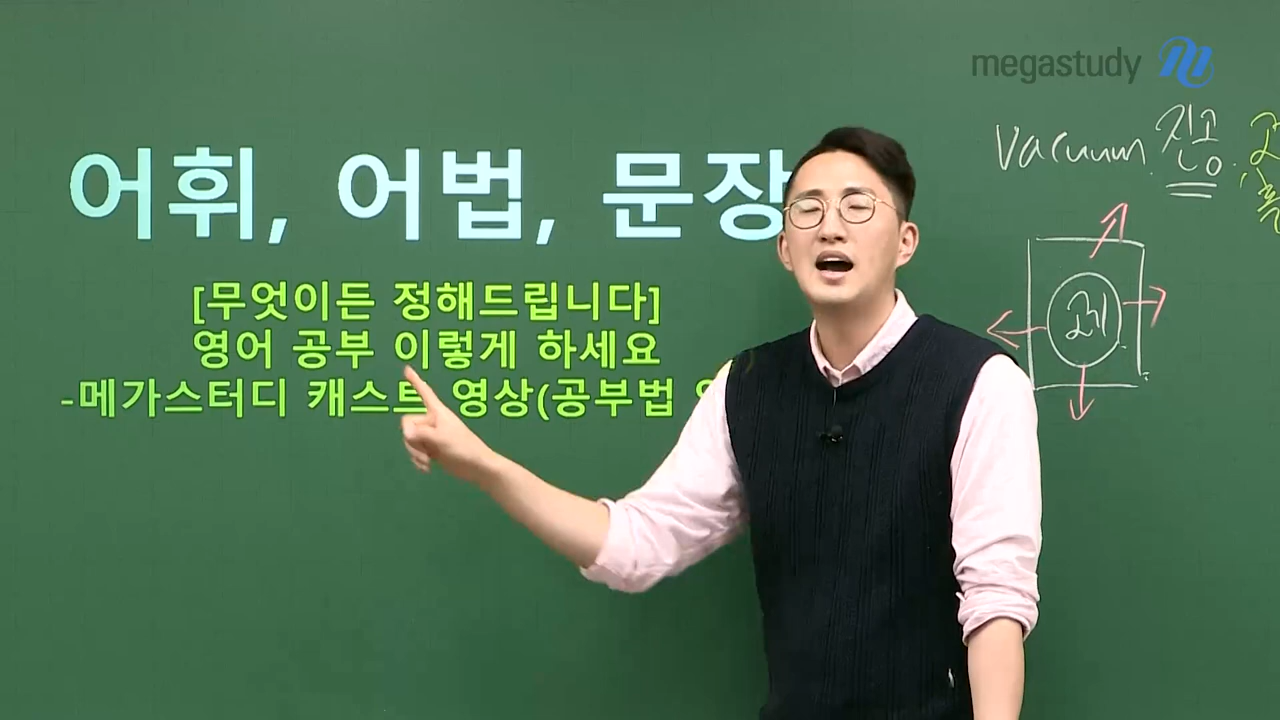 megastudy
어휘, 어법, 문장
[무엇이든 정해드립니다]
영어 공부 이렇게 하세요
-메가스터디 캐스트 영상(공부법
Vacuum 진공